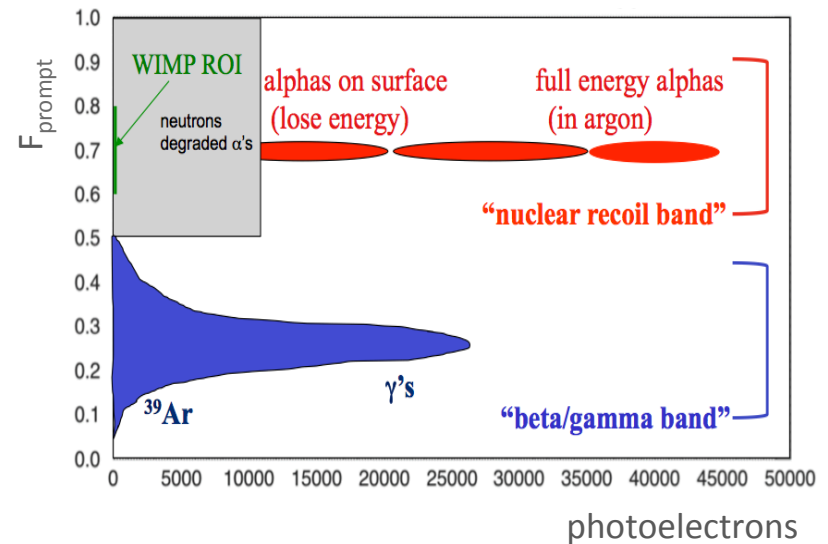 1.0
0.9
0.8
0.7
0.6
0.5
0.4
0.3
0.2
0.1
0.0
F prompt
WIMP ROI
neutrons
degraded α's
alphas on surface
(lose energy)
full energy alphas
(in argon)
“nuclear recoil band”
γ's
³⁹Ar
“beta/gamma band”
0 5000 10000 15000 20000 25000 30000 35000 40000 45000 50000
photoelectrons